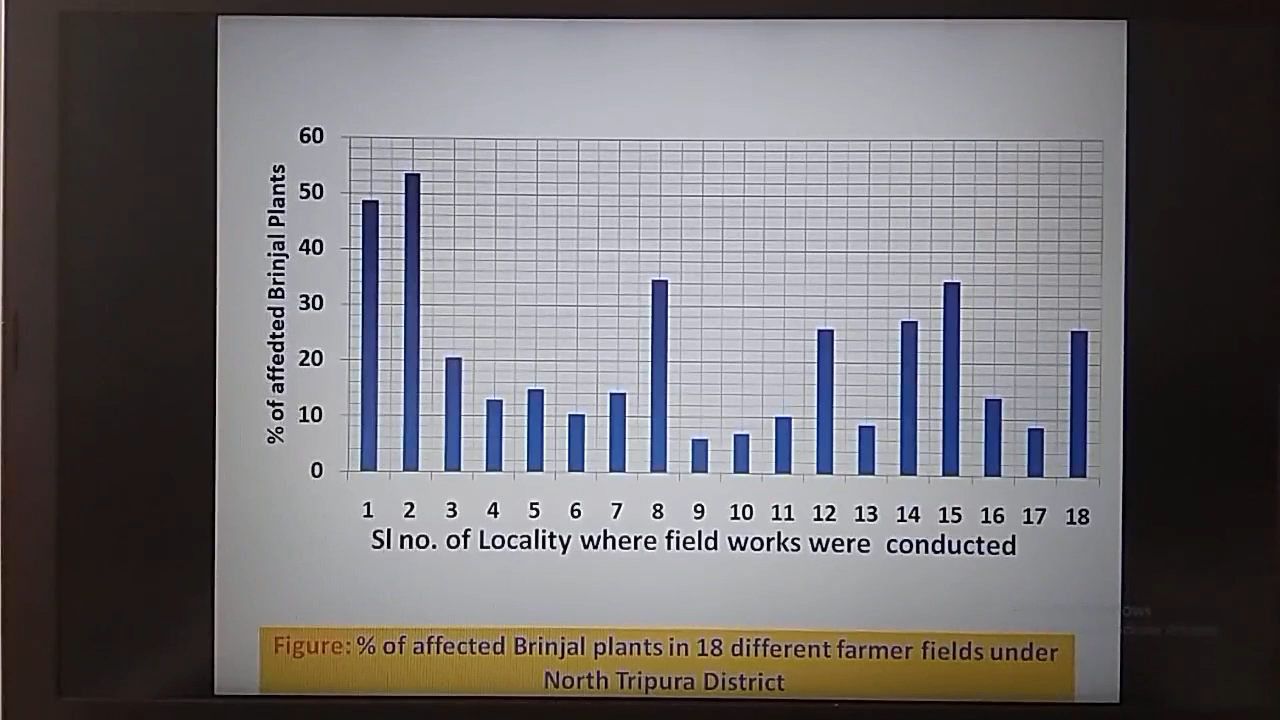 60
50
40
30
20
10
0
% of affedted Brinjal Plants
1 2 3 4 5 6 7 8 9 10 11 12 13 14 15 16 17 18
Sl no. of Locality where field works were conducted
Figure: % of affected Brinjal plants in 18 different farmer fields under
North Tripura District